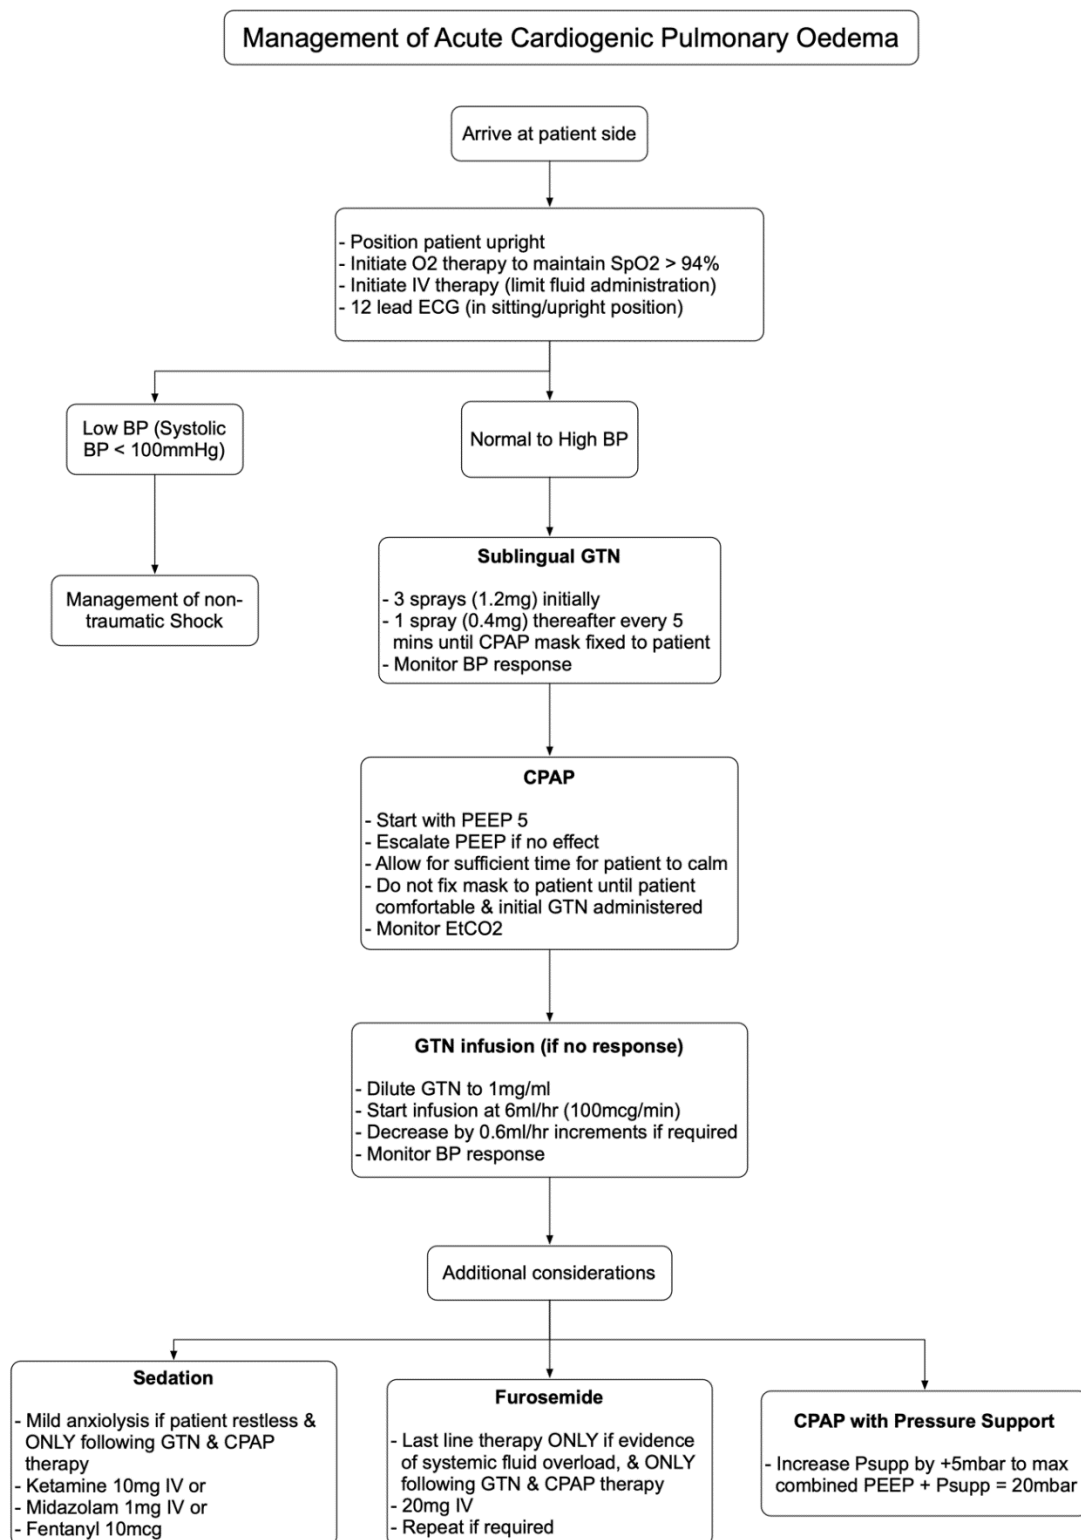 Management of Acute Cardiogenic Pulmonary Oedema
Arrive at patient side
- Position patient upright
- Initiate O2 therapy to maintain SpO2 > 94%
- Initiate IV therapy (limit fluid administration)
- 12 lead ECG (in sitting/upright position)
Low BP (Systolic
BP < 100mmHg)
Normal to High BP
Management of non-
traumatic Shock
Sublingual GTN
- 3 sprays (1.2mg) initially
- 1 spray (0.4mg) thereafter every 5
mins until CPAP mask fixed to patient
- Monitor BP response
CPAP
- Start with PEEP 5
- Escalate PEEP if no effect
- Allow for sufficient time for patient to calm
- Do not fix mask to patient until patient
comfortable & initial GTN administered
- Monitor EtCO2
GTN infusion (if no response)
- Dilute GTN to 1mg/ml
- Start infusion at 6ml/hr (100mcg/min)
- Decrease by 0.6ml/hr increments if required
- Monitor BP response
Additional considerations
Sedation
- Mild anxiolysis if patient restless &
ONLY following GTN & CPAP
therapy
- Ketamine 10mg IV or
- Midazolam 1mg IV or
- Fentanyl 10mcg
Furosemide
- Last line therapy ONLY if evidence
of systemic fluid overload, & ONLY
following GTN & CPAP therapy
- 20mg IV
- Repeat if required
CPAP with Pressure Support
- Increase Psupp by +5mbar to max
combined PEEP + Psupp = 20mbar